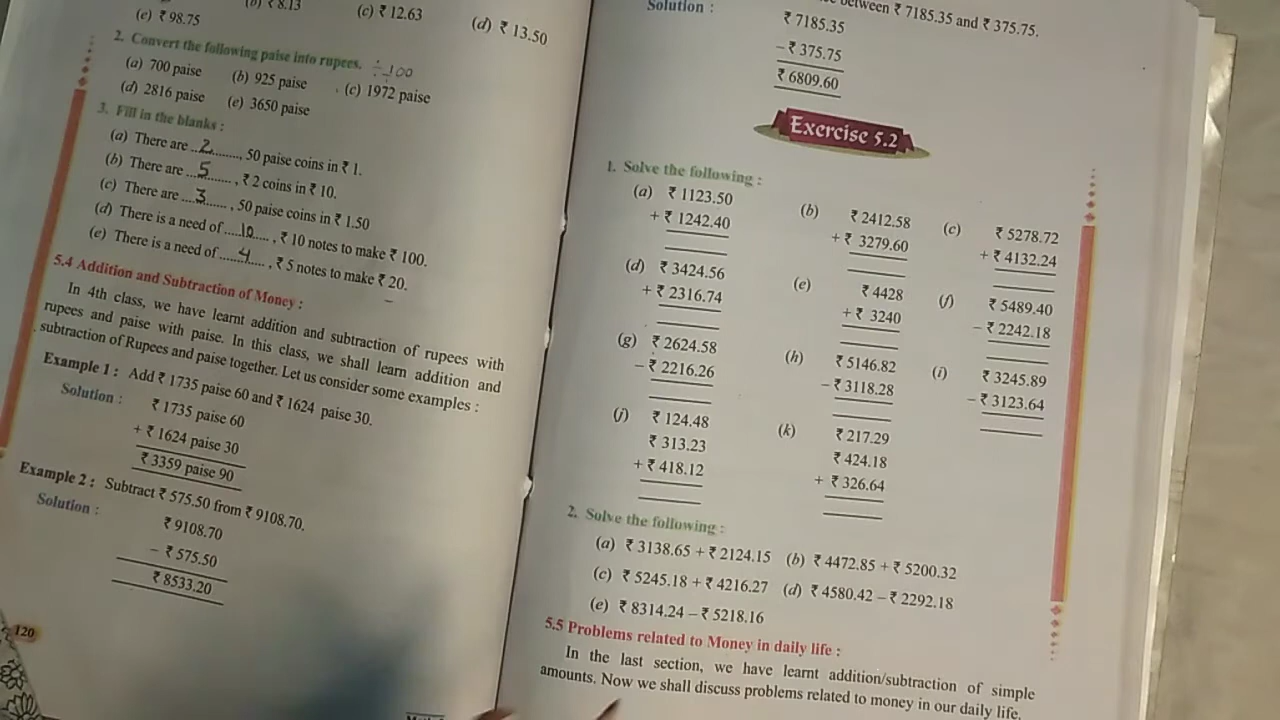 (b) ₹ 8.13
(c) ₹ 12.63
(d) ₹ 13.50
(e) ₹ 98.75
2. Convert the following paise into rupees. ÷ 100
(a) 700 paise (b) 925 paise (c) 1972 paise
(d) 2816 paise (e) 3650 paise
3. Fill in the blanks :
(a) There are ..2........, 50 paise coins in ₹ 1.
(b) There are ...5......., ₹ 2 coins in ₹ 10.
(c) There are ....3......, 50 paise coins in ₹ 1.50
(d) There is a need of .....10....., ₹ 10 notes to make ₹ 100.
(e) There is a need of .....4....., ₹ 5 notes to make ₹ 20.
5.4 Addition and Subtraction of Money :
In 4th class, we have learnt addition and subtraction of rupees with
rupees and paise with paise. In this class, we shall learn addition and
subtraction of Rupees and paise together. Let us consider some examples :
Example 1 : Add ₹ 1735 paise 60 and ₹ 1624 paise 30.
Solution : ₹ 1735 paise 60
+ ₹ 1624 paise 30
₹ 3359 paise 90
Example 2 : Subtract ₹ 575.50 from ₹ 9108.70.
Solution : ₹ 9108.70
– ₹ 575.50
₹ 8533.20
120
between ₹ 7185.35 and ₹ 375.75.
Solution : ₹ 7185.35
– ₹ 375.75
₹ 6809.60
Exercise 5.2
1. Solve the following :
(a) ₹ 1123.50 (b) ₹ 2412.58 (c) ₹ 5278.72
+ ₹ 1242.40 + ₹ 3279.60 + ₹ 4132.24
(d) ₹ 3424.56 (e) ₹ 4428 (f) ₹ 5489.40
+ ₹ 2316.74 + ₹ 3240 – ₹ 2242.18
(g) ₹ 2624.58 (h) ₹ 5146.82 (i) ₹ 3245.89
– ₹ 2216.26 – ₹ 3118.28 – ₹ 3123.64
(j) ₹ 124.48 (k) ₹ 217.29
₹ 313.23 ₹ 424.18
+ ₹ 418.12 + ₹ 326.64
2. Solve the following :
(a) ₹ 3138.65 + ₹ 2124.15 (b) ₹ 4472.85 + ₹ 5200.32
(c) ₹ 5245.18 + ₹ 4216.27 (d) ₹ 4580.42 – ₹ 2292.18
(e) ₹ 8314.24 – ₹ 5218.16
5.5 Problems related to Money in daily life :
In the last section, we have learnt addition/subtraction of simple
amounts. Now we shall discuss problems related to money in our daily life.